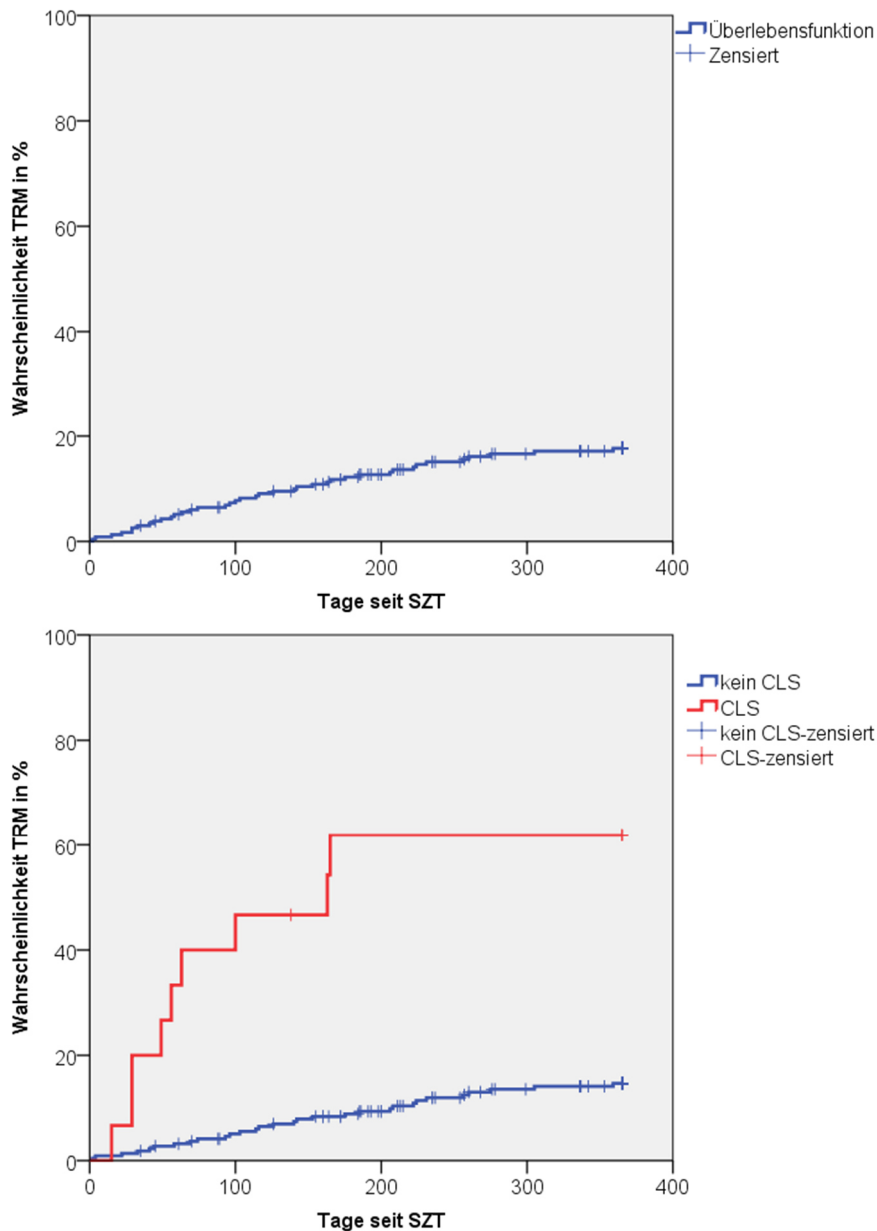 100
80
60
40
20
0
Wahrscheinlichkeit TRM in %
0 100 200 300 400
Tage seit SZT
Überlebensfunktion
Zensiert
100
80
60
40
20
0
Wahrscheinlichkeit TRM in %
0 100 200 300 400
Tage seit SZT
kein CLS
CLS
kein CLS-zensiert
CLS-zensiert